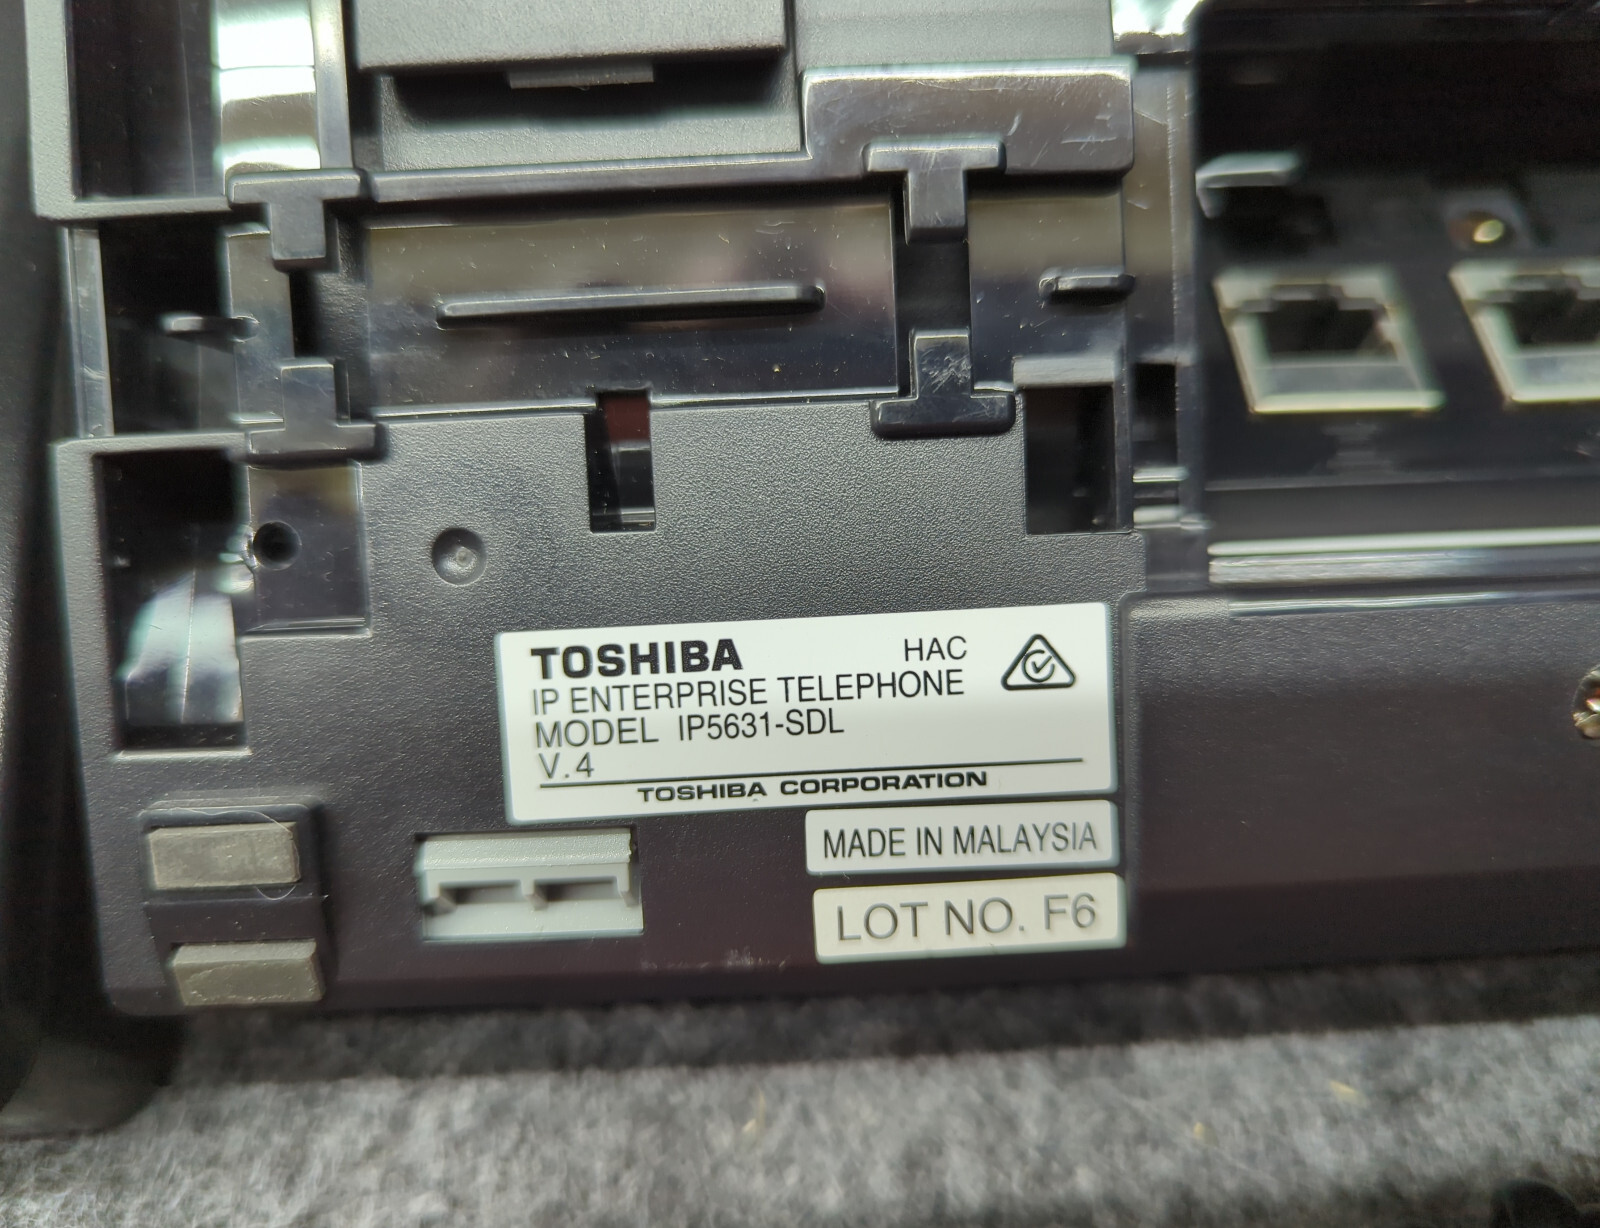 TOSHIBA HAC
IP ENTERPRISE TELEPHONE
MODEL IP5631-SDL
V.4
TOSHIBA CORPORATION
MADE IN MALAYSIA
LOT NO. F6